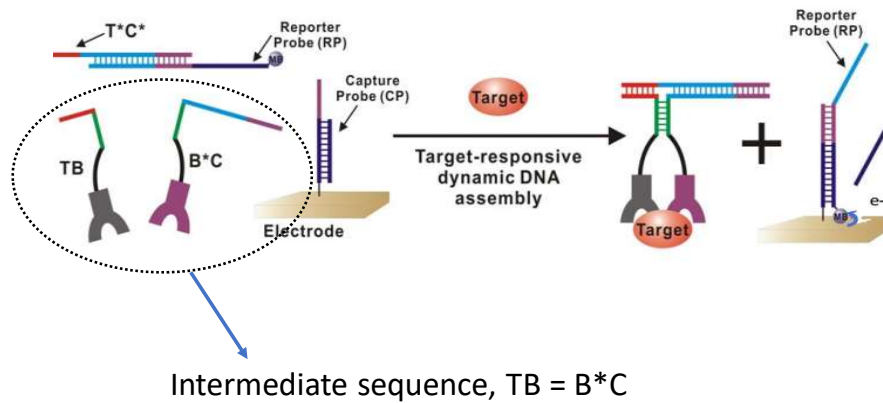 T*C*
Reporter
Probe (RP)
MB
Capture
Probe (CP)
TB
B*C
Electrode
Target
Target-responsive
dynamic DNA
assembly
Target
+
Reporter
Probe (RP)
MB
e-
Intermediate sequence, TB = B*C